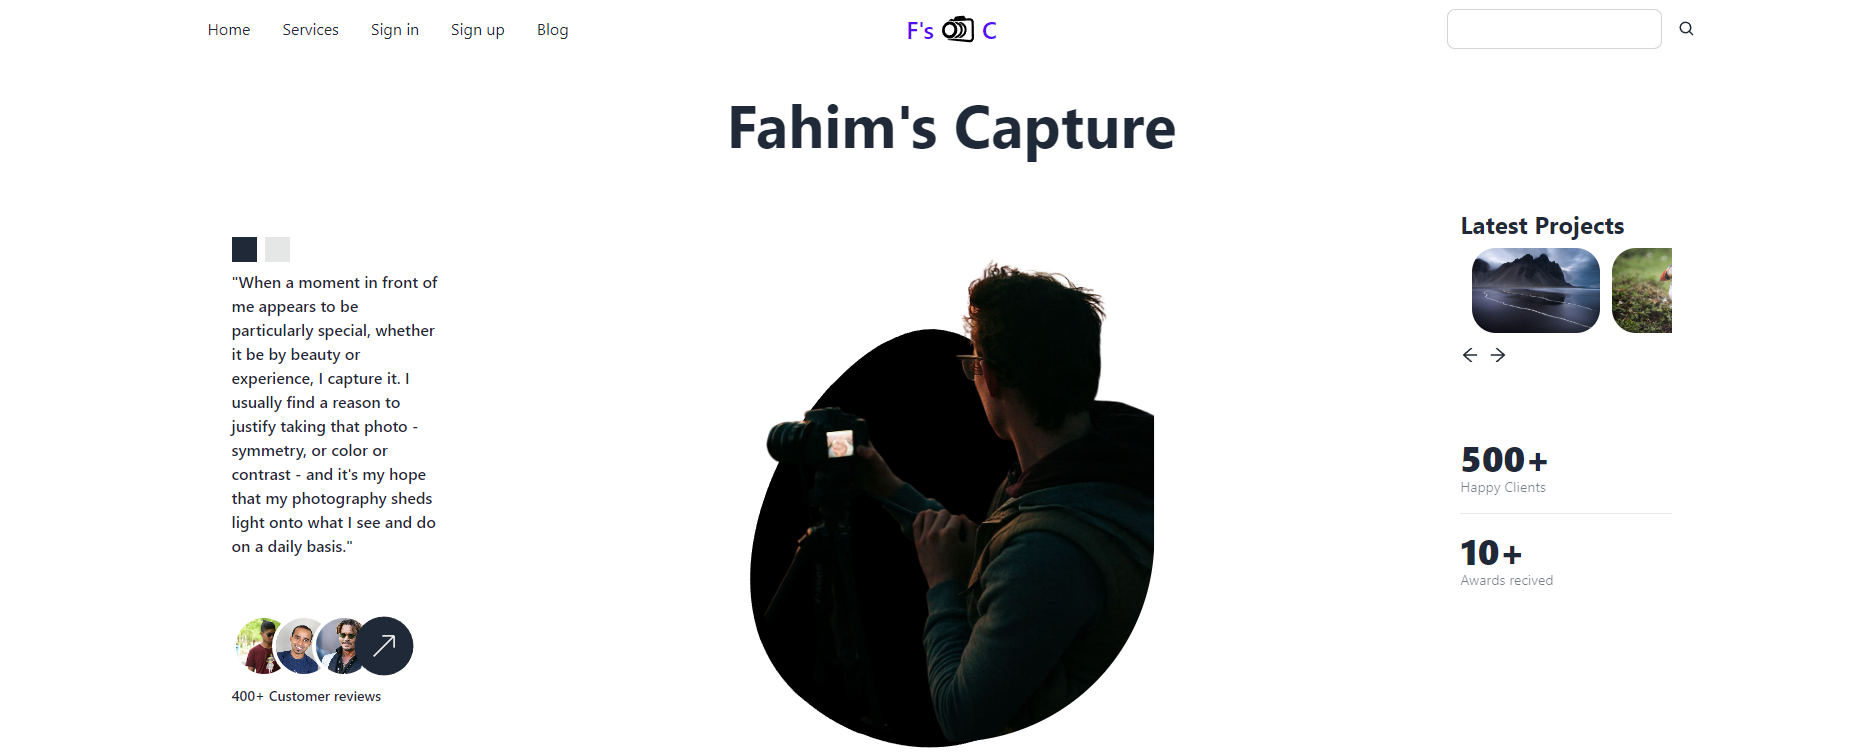 Home Services Sign in Sign up Blog F's C
Fahim's Capture
"When a moment in front of
me appears to be
particularly special, whether
it be by beauty or
experience, I capture it. I
usually find a reason to
justify taking that photo -
symmetry, or color or
contrast - and it's my hope
that my photography sheds
light onto what I see and do
on a daily basis."
400+ Customer reviews
Latest Projects
500+
Happy Clients
10+
Awards recived